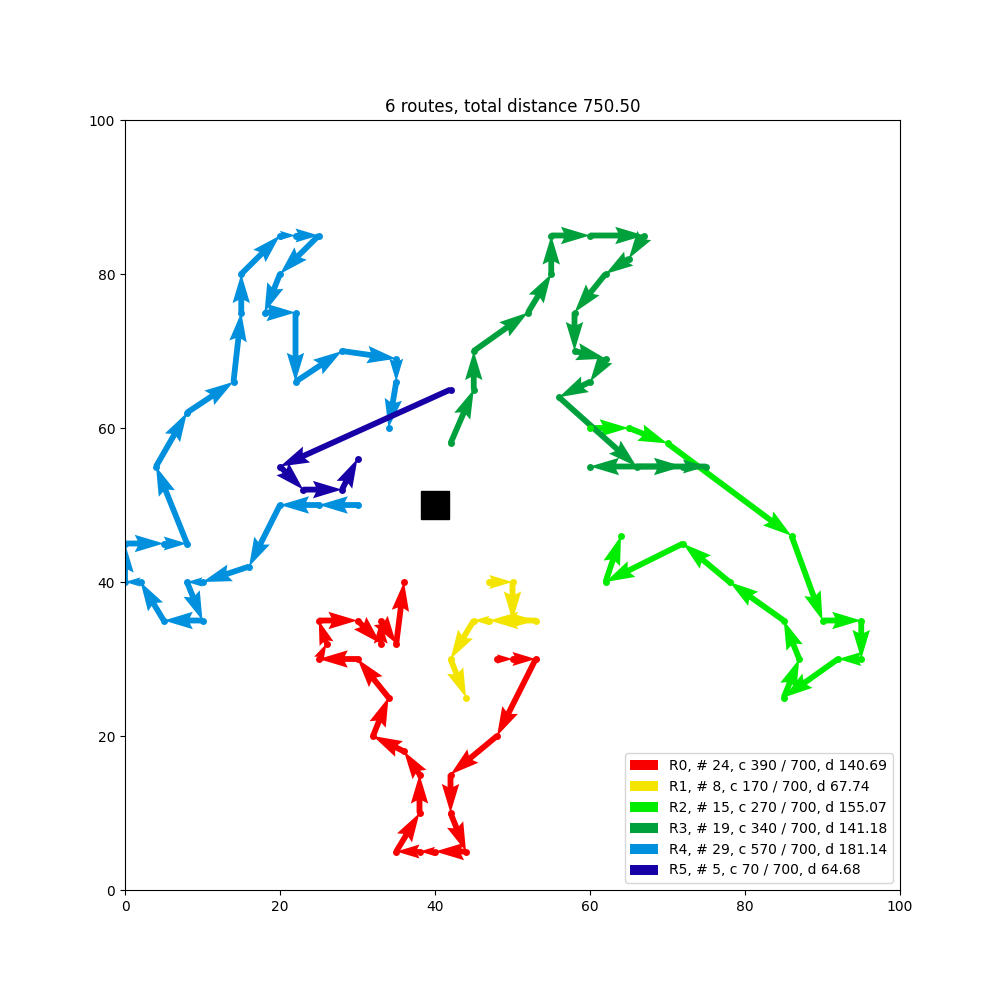 6 routes, total distance 750.50
100
80
60
40
20
0
0 20 40 60 80 100
R0, # 24, c 390 / 700, d 140.69
R1, # 8, c 170 / 700, d 67.74
R2, # 15, c 270 / 700, d 155.07
R3, # 19, c 340 / 700, d 141.18
R4, # 29, c 570 / 700, d 181.14
R5, # 5, c 70 / 700, d 64.68